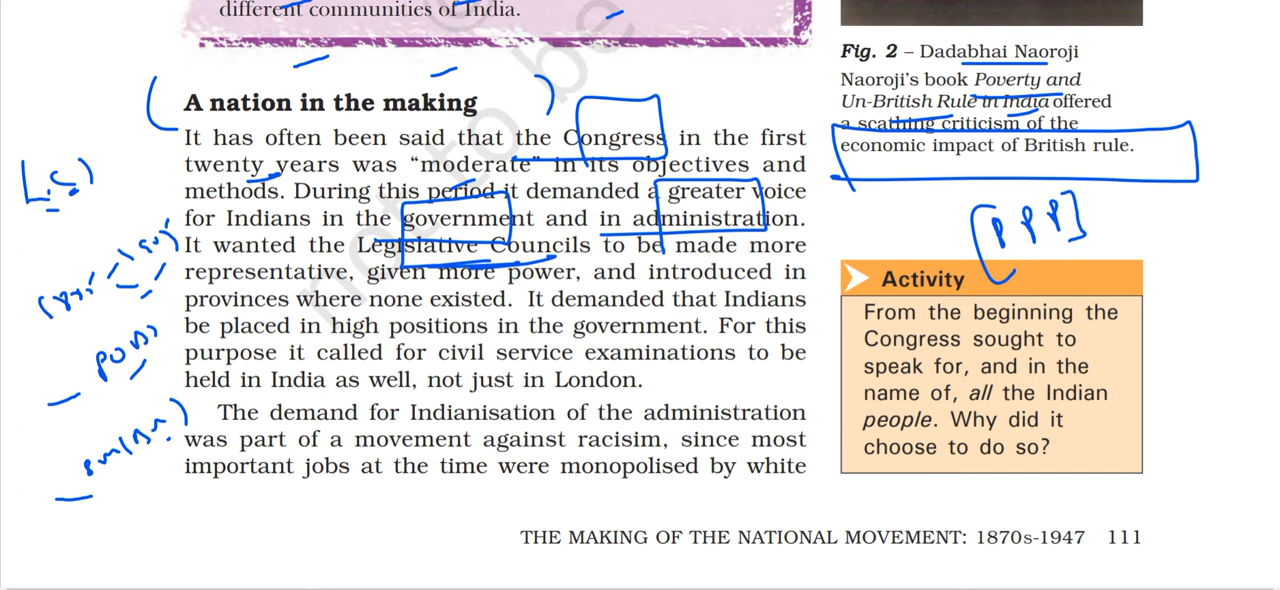 different communities of India.
A nation in the making
It has often been said that the Congress in the first
twenty years was “moderate” in its objectives and
methods. During this period it demanded a greater voice
for Indians in the government and in administration.
It wanted the Legislative Councils to be made more
representative, given more power, and introduced in
provinces where none existed. It demanded that Indians
be placed in high positions in the government. For this
purpose it called for civil service examinations to be
held in India as well, not just in London.
The demand for Indianisation of the administration
was part of a movement against racisim, since most
important jobs at the time were monopolised by white
Fig. 2 – Dadabhai Naoroji
Naoroji’s book Poverty and
Un-British Rule in India offered
a scathing criticism of the
economic impact of British rule.
[PPP]
Activity
From the beginning the
Congress sought to
speak for, and in the
name of, all the Indian
people. Why did it
choose to do so?
L.C)
THE MAKING OF THE NATIONAL MOVEMENT: 1870s-1947 111
not to be